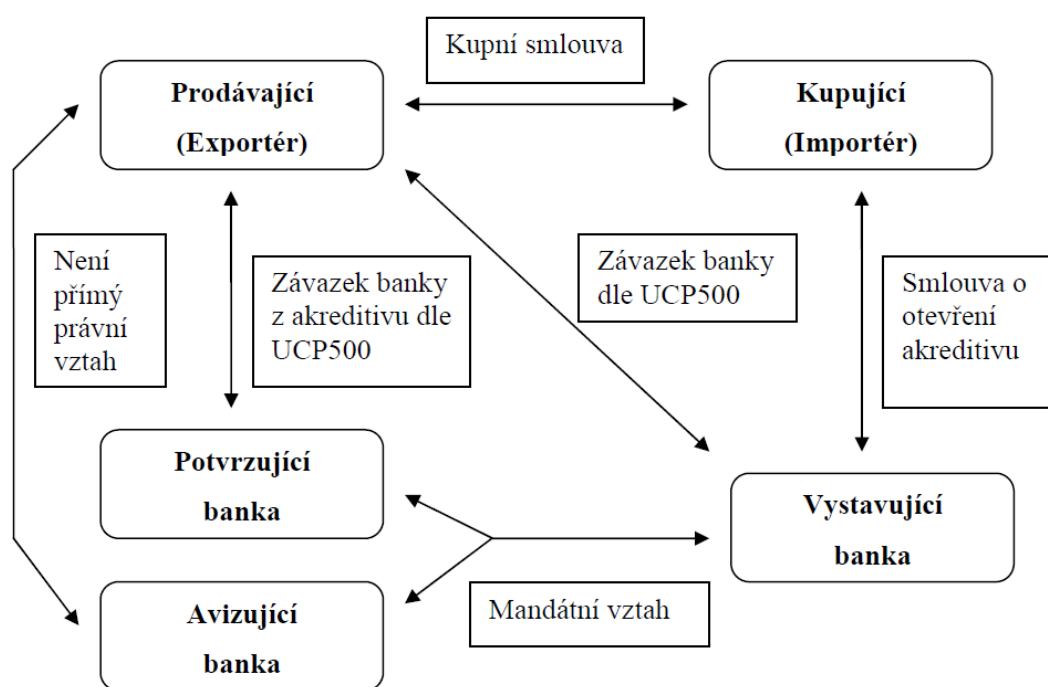 Kupní smlouva
Prodávající
(Exportér)
Kupující
(Importér)
Není
přímý
právní
vztah
Závazek banky
z akreditivu dle
UCP500
Závazek banky
dle UCP500
Smlouva o
otevření
akreditivu
Potvrzující
banka
Vystavující
banka
Avizující
banka
Mandátní vztah